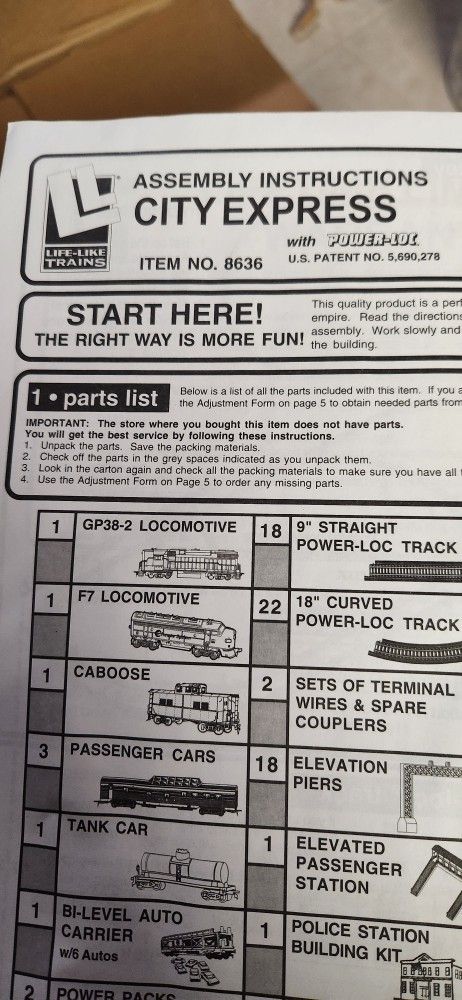 LIFE-LIKE
TRAINS
ASSEMBLY INSTRUCTIONS
CITY EXPRESS
with POWER-LOC
ITEM NO. 8636 U.S. PATENT NO. 5,690,278
START HERE!
THE RIGHT WAY IS MORE FUN!
This quality product is a
empire. Read the directions
assembly. Work slowly and
the building.
1 • parts list
Below is a list of all the parts included with this item. If you
the Adjustment Form on page 5 to obtain needed parts from
IMPORTANT: The store where you bought this item does not have parts.
You will get the best service by following these instructions.
1. Unpack the parts. Save the packing materials.
2. Check off the parts in the grey spaces indicated as you unpack them.
3. Look in the carton again and check all the packing materials to make sure you have all
4. Use the Adjustment Form on Page 5 to order any missing parts.
1 GP38-2 LOCOMOTIVE
18 9" STRAIGHT
POWER-LOC TRACK
1 F7 LOCOMOTIVE
22 18" CURVED
POWER-LOC TRACK
1 CABOOSE
2 SETS OF TERMINAL
WIRES & SPARE
COUPLERS
3 PASSENGER CARS
18 ELEVATION
PIERS
1 TANK CAR
1 ELEVATED
PASSENGER
STATION
1 BI-LEVEL AUTO
CARRIER
w/6 Autos
1 POLICE STATION
BUILDING KIT
2 POWER PACKS